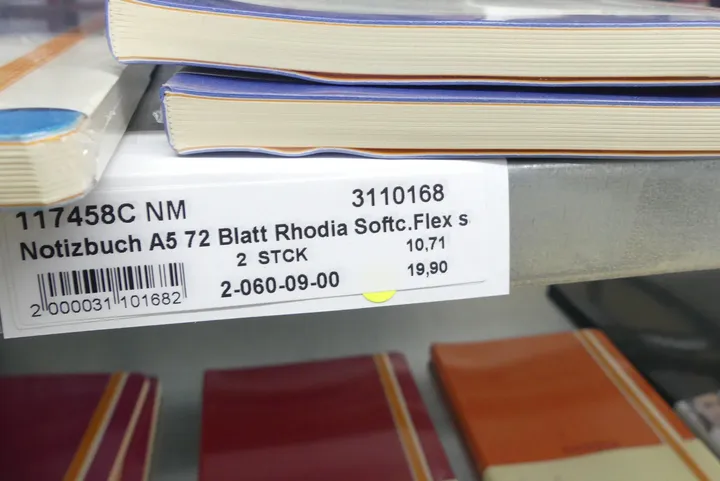 117458C NM 3110168
Notizbuch A5 72 Blatt Rhodia Softc.Flex s
2 STCK 10,71
2-060-09-00 19,90
2 000031 101682